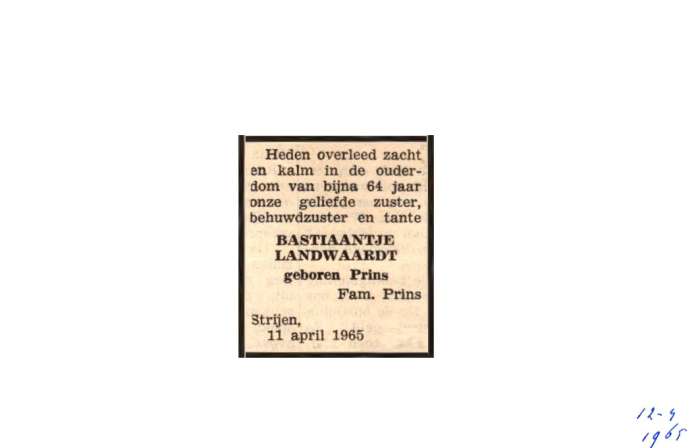 Heden overleed zacht
en kalm in de ouder-
dom van bijna 64 jaar
onze geliefde zuster,
behuwdzuster en tante
BASTIAANTJE
LANDWAARDT
geboren Prins
Fam. Prins
Strijen,
11 april 1965
12-4
1965